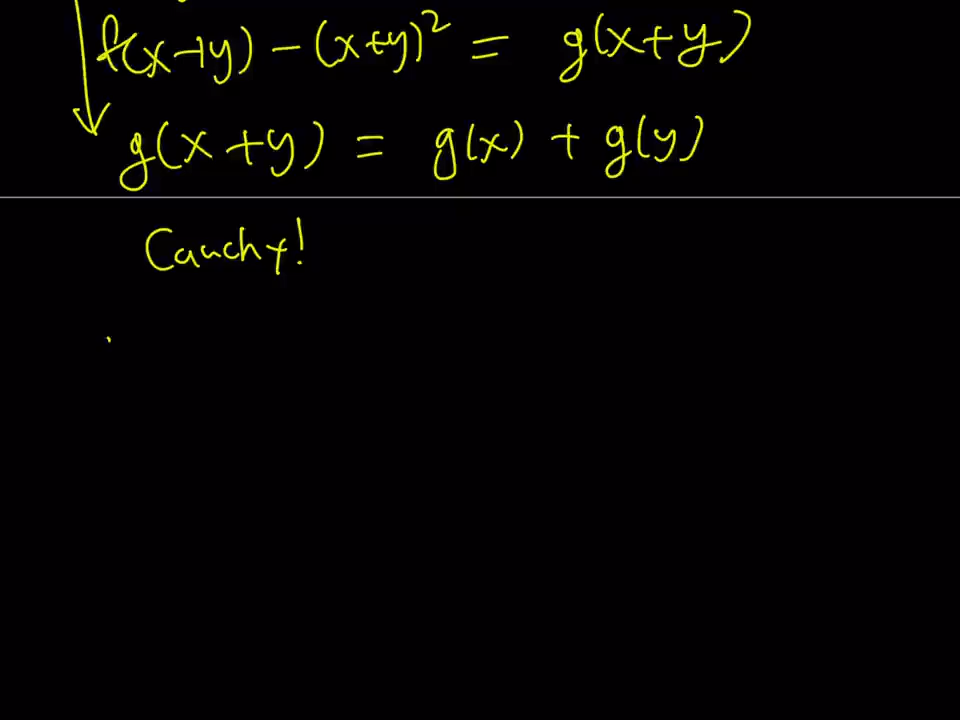 f(x+y) - (x+y)² = g(x+y)
g(x+y) = g(x) + g(y)
Cauchy!